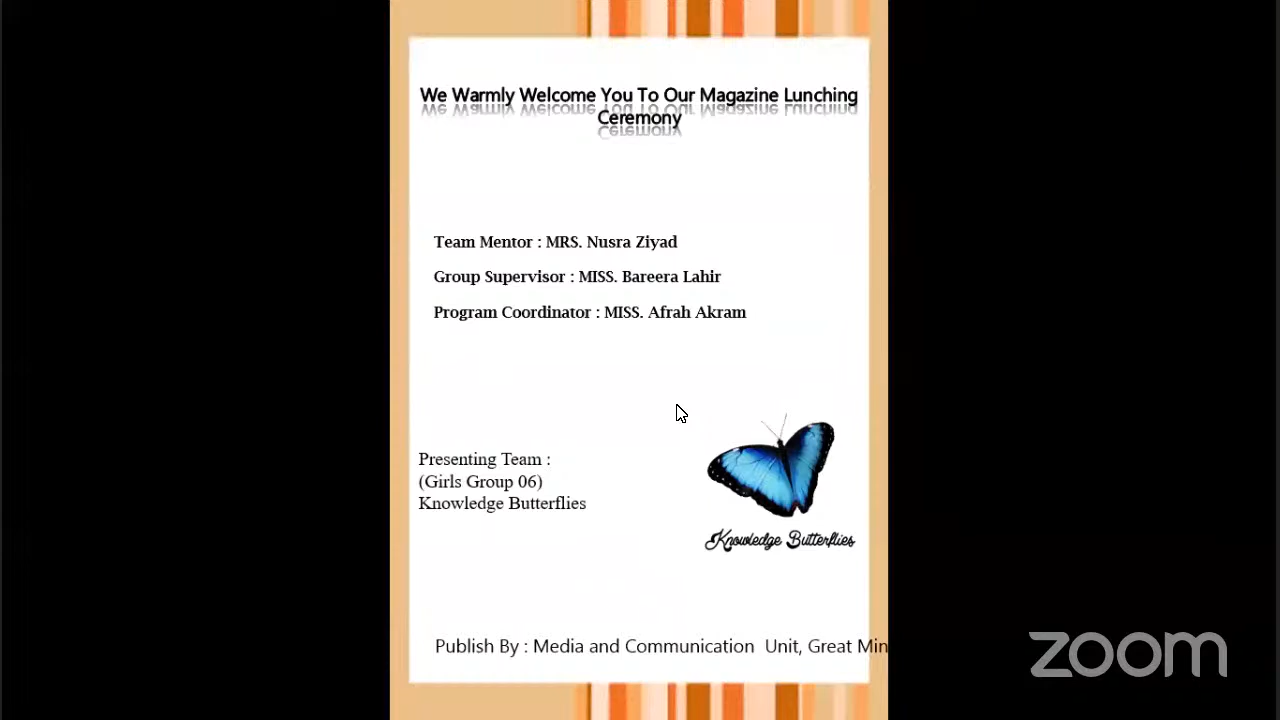 We Warmly Welcome You To Our Magazine Lunching
Ceremony
Team Mentor : MRS. Nusra Ziyad
Group Supervisor : MISS. Bareera Lahir
Program Coordinator : MISS. Afrah Akram
Presenting Team :
(Girls Group 06)
Knowledge Butterflies
Knowledge Butterflies
Publish By : Media and Communication Unit, Great Min
zoom